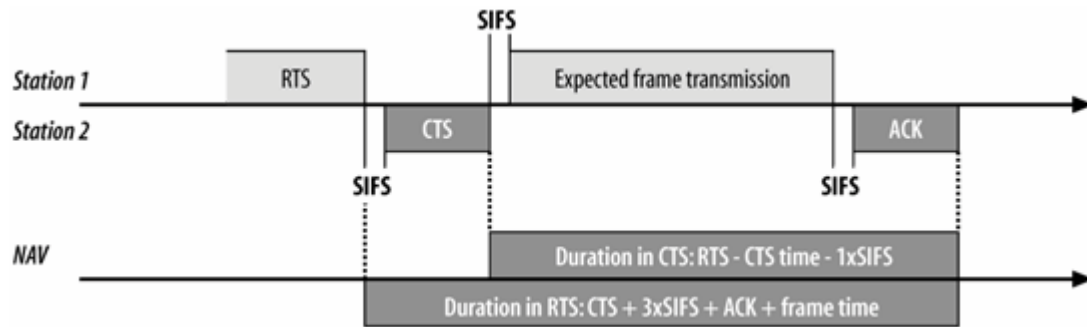 SIFS
Station 1
RTS
Expected frame transmission
Station 2
CTS
ACK
SIFS
SIFS
NAV
Duration in CTS: RTS - CTS time - 1xSIFS
Duration in RTS: CTS + 3xSIFS + ACK + frame time